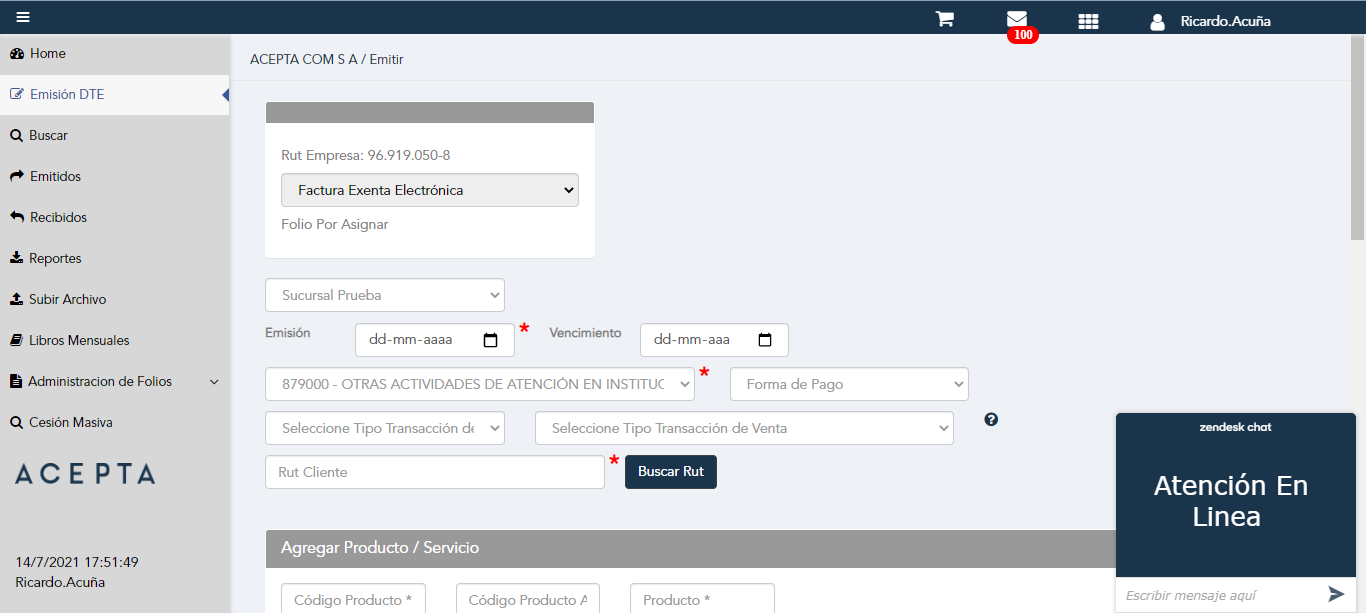 Ricardo.Acuña
100
Home
Emisión DTE
Buscar
Emitidos
Recibidos
Reportes
Subir Archivo
Libros Mensuales
Administracion de Folios
Cesión Masiva
ACEPTA
14/7/2021 17:51:49
Ricardo.Acuña
ACEPTA COM S A / Emitir
Rut Empresa: 96.919.050-8
Factura Exenta Electrónica
Folio Por Asignar
Sucursal Prueba
Emisión dd-mm-aaaa * Vencimiento dd-mm-aaa
879000 - OTRAS ACTIVIDADES DE ATENCIÓN EN INSTITUC * Forma de Pago
Seleccione Tipo Transacción de Seleccione Tipo Transacción de Venta ?
Rut Cliente * Buscar Rut
Agregar Producto / Servicio
Código Producto * Código Producto A Producto *
zendesk chat
Atención En
Linea
Escribir mensaje aquí